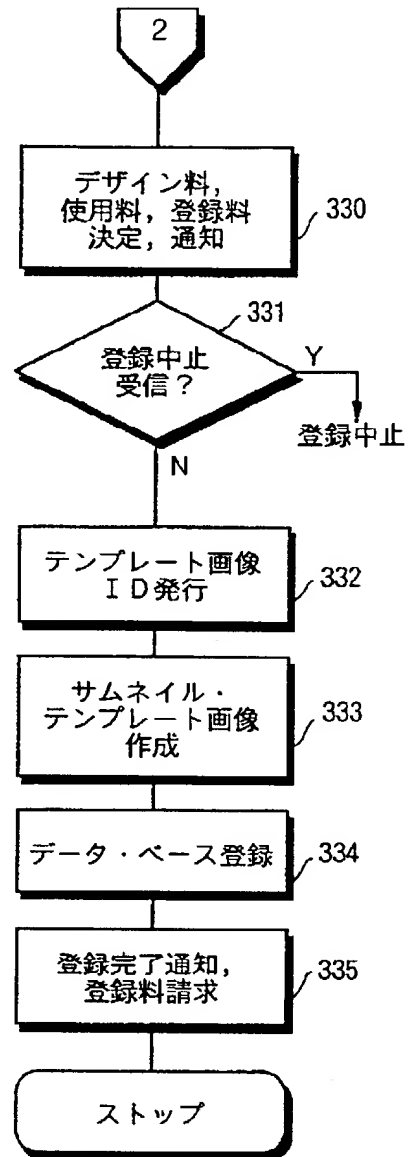 2
デザイン料,
使用料, 登録料
決定, 通知
330
331
登録中止
受信?
Y
登録中止
N
テンプレート画像
ID発行
332
サムネイル・
テンプレート画像
作成
333
データ・ベース登録
334
登録完了通知,
登録料請求
335
ストップ